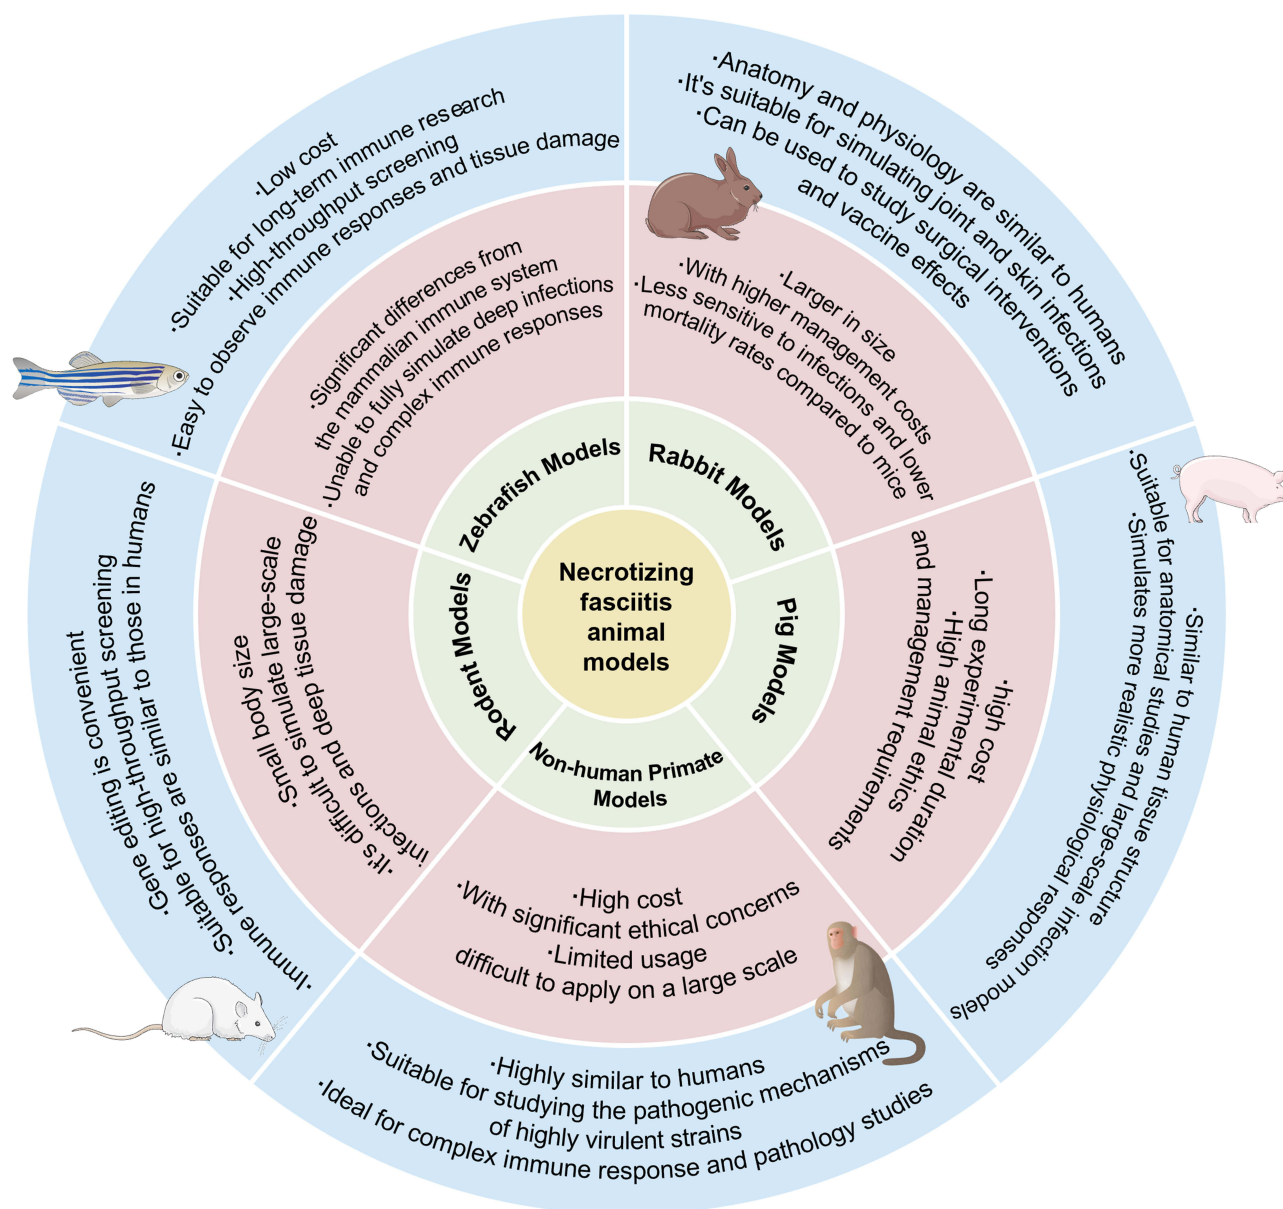 Necrotizing
fasciitis
animal
models
Zebrafish Models
·Significant differences from
the mammalian immune system
·Unable to fully simulate deep infections
and complex immune responses
·Low cost
·Suitable for long-term immune research
·High-throughput screening
·Easy to observe immune responses and tissue damage
Rabbit Models
·Larger in size
·With higher management costs
·Less sensitive to infections and lower
mortality rates compared to mice
·Anatomy and physiology are similar to humans
·It's suitable for simulating joint and skin infections
·Can be used to study surgical interventions
and vaccine effects
Pig Models
·high cost
·Long experimental duration
·High animal ethics
and management requirements
·Similar to human tissue structure
·Suitable for anatomical studies and large-scale infection models
·Simulates more realistic physiological responses
Non-human Primate
Models
·High cost
·With significant ethical concerns
·Limited usage
difficult to apply on a large scale
·Highly similar to humans
·Suitable for studying the pathogenic mechanisms
of highly virulent strains
·Ideal for complex immune response and pathology studies
Rodent Models
·Small body size
·It's difficult to simulate large-scale
infections and deep tissue damage
·Gene editing is convenient
·Suitable for high-throughput screening
·Immune responses are similar to those in humans